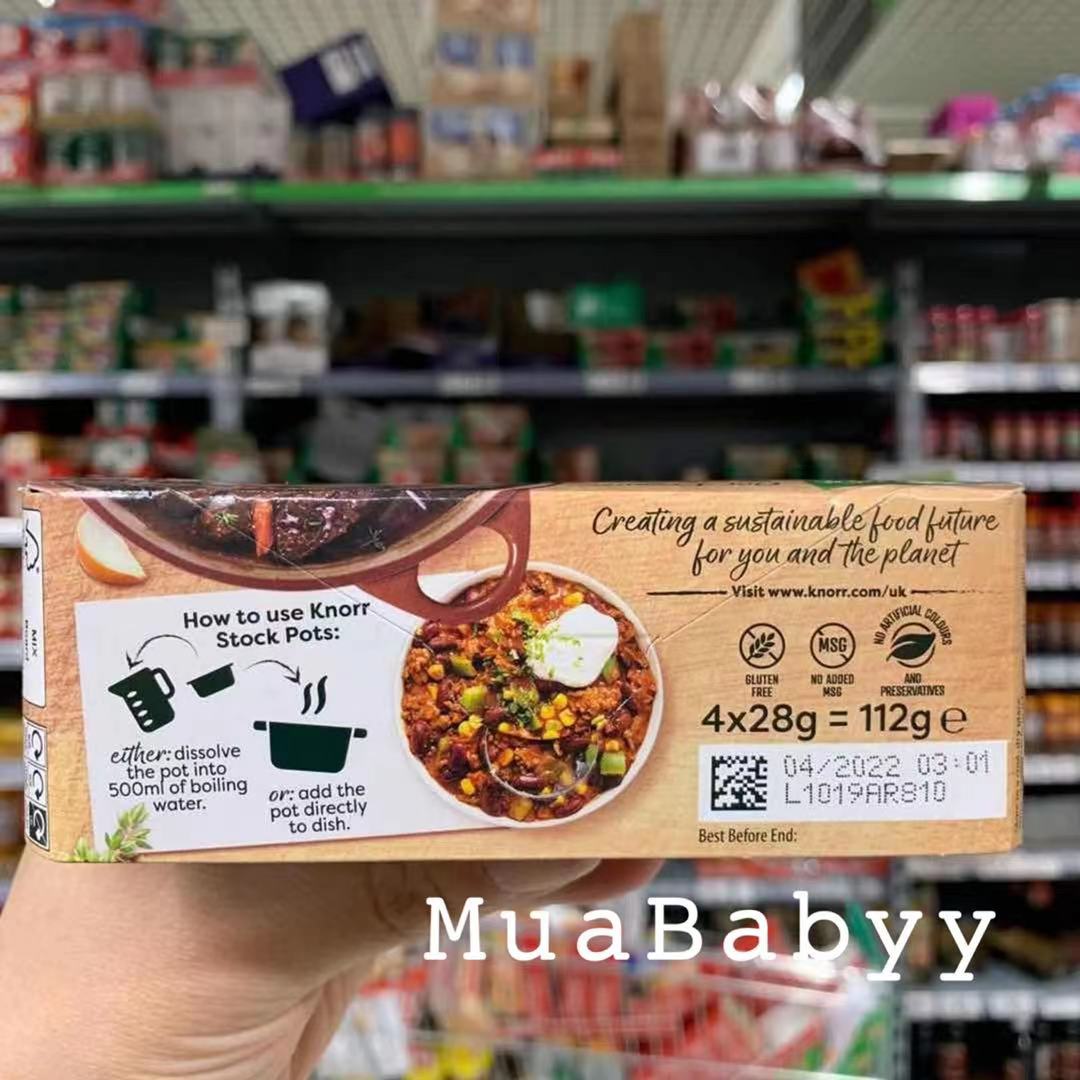 Creating a sustainable food future
for you and the planet
Visit www.knorr.com/uk
How to use Knorr
Stock Pots:
either: dissolve
the pot into
500ml of boiling
water.
or: add the
pot directly
to dish.
GLUTEN
FREE
MSG
NO ADDED
MSG
NO ARTIFICIAL COLOURS
AND
PRESERVATIVES
4x28g = 112g e
04/2022 03:01
L1019AR810
Best Before End:
MIX
MuaBabyy